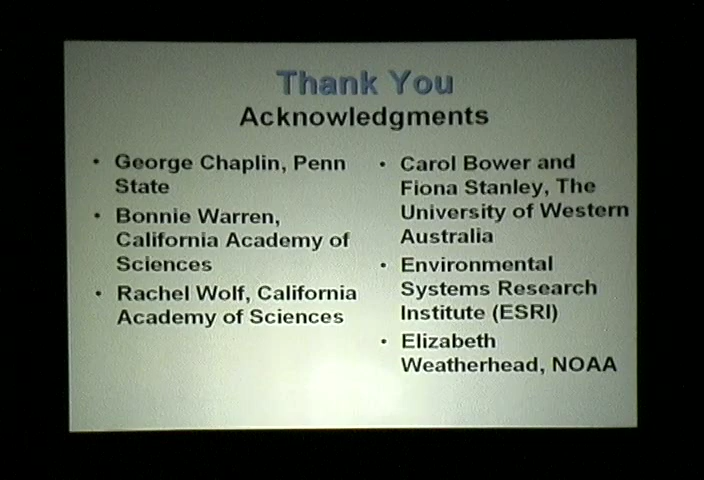 Thank You
Acknowledgments
• George Chaplin, Penn
State
• Bonnie Warren,
California Academy of
Sciences
• Rachel Wolf, California
Academy of Sciences
• Carol Bower and
Fiona Stanley, The
University of Western
Australia
• Environmental
Systems Research
Institute (ESRI)
• Elizabeth
Weatherhead, NOAA